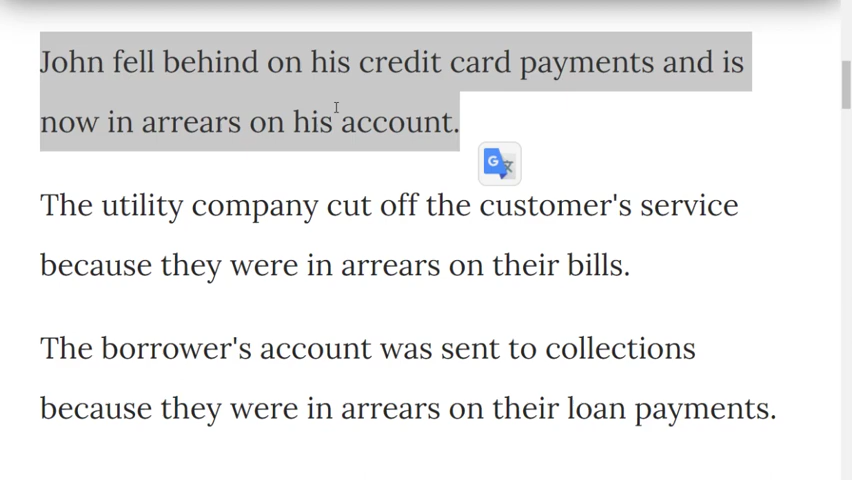 John fell behind on his credit card payments and is
now in arrears on his account.
G 文
The utility company cut off the customer's service
because they were in arrears on their bills.
The borrower's account was sent to collections
because they were in arrears on their loan payments.